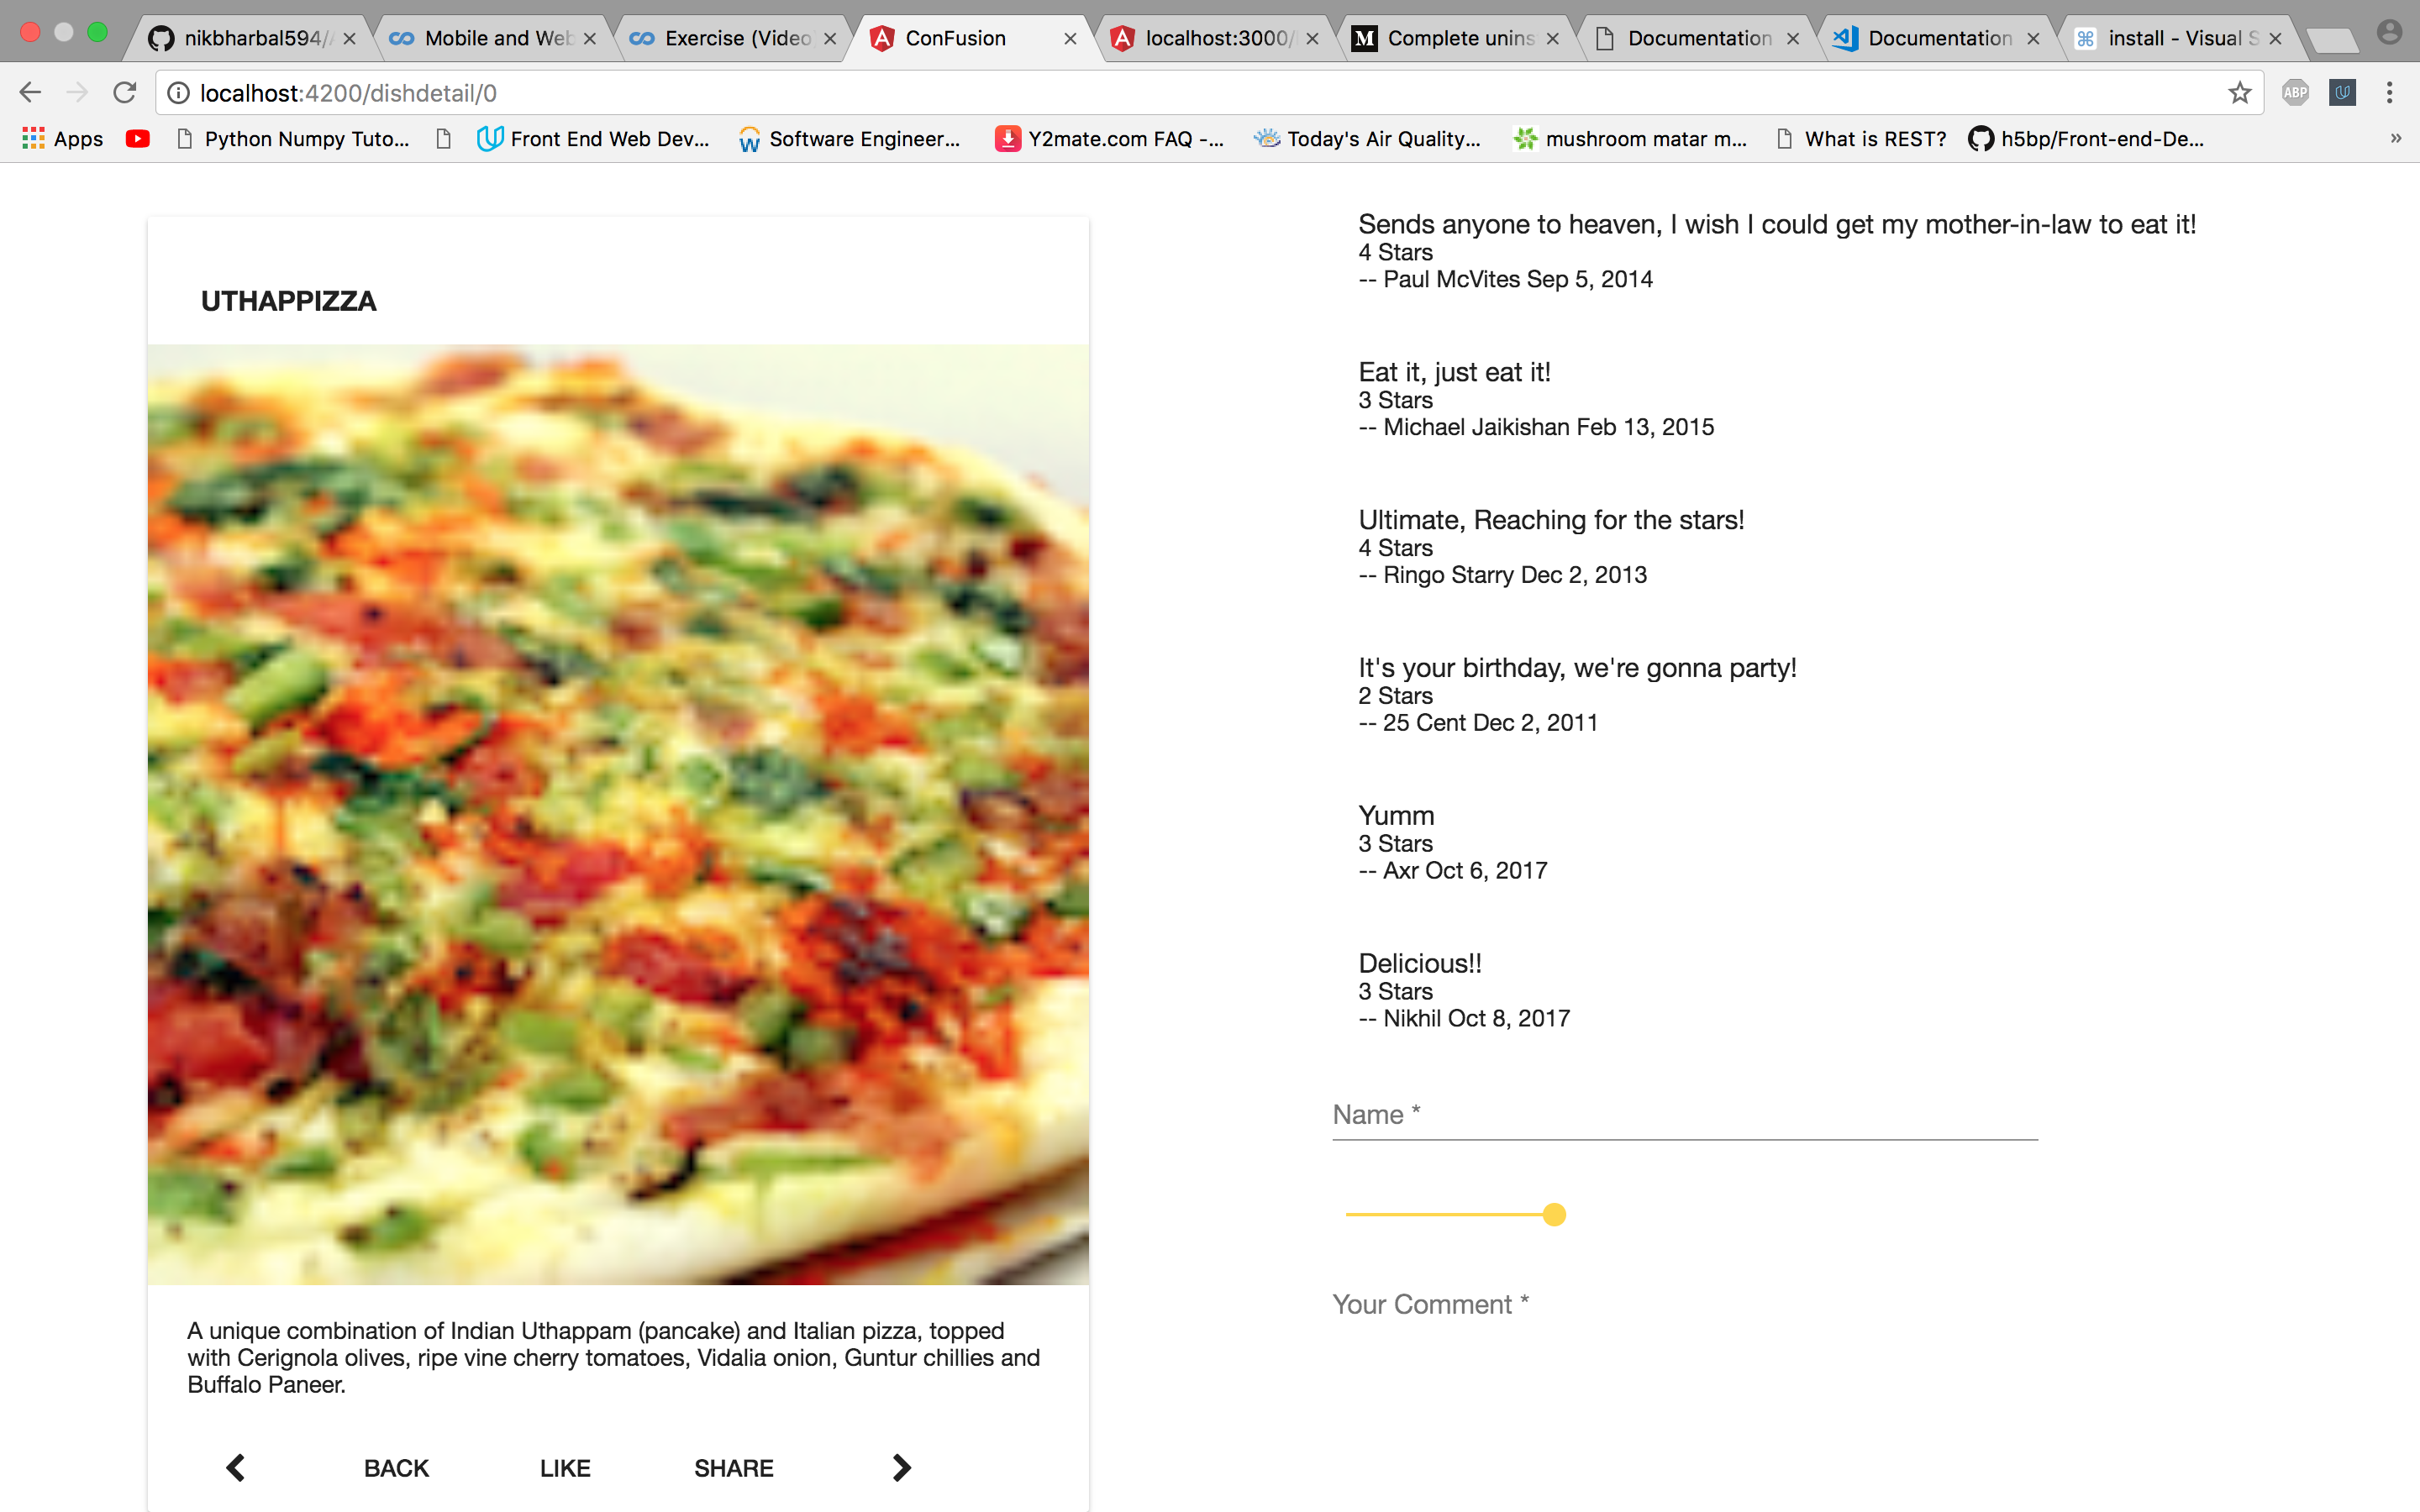 nikbharbal594/
Mobile and Web
Exercise (Video
ConFusion
localhost:3000/
Complete unins
Documentation
Documentation
install - Visual S
localhost:4200/dishdetail/0
ABP
Apps
Python Numpy Tuto...
Front End Web Dev...
Software Engineer...
Y2mate.com FAQ -...
Today's Air Quality...
mushroom matar m...
What is REST?
h5bp/Front-end-De...
»
UTHAPPIZZA
A unique combination of Indian Uthappam (pancake) and Italian pizza, topped
with Cerignola olives, ripe vine cherry tomatoes, Vidalia onion, Guntur chillies and
Buffalo Paneer.
BACK
LIKE
SHARE
Sends anyone to heaven, I wish I could get my mother-in-law to eat it!
4 Stars
-- Paul McVites Sep 5, 2014
Eat it, just eat it!
3 Stars
-- Michael Jaikishan Feb 13, 2015
Ultimate, Reaching for the stars!
4 Stars
-- Ringo Starry Dec 2, 2013
It's your birthday, we're gonna party!
2 Stars
-- 25 Cent Dec 2, 2011
Yumm
3 Stars
-- Axr Oct 6, 2017
Delicious!!
3 Stars
-- Nikhil Oct 8, 2017
Name *
Your Comment *